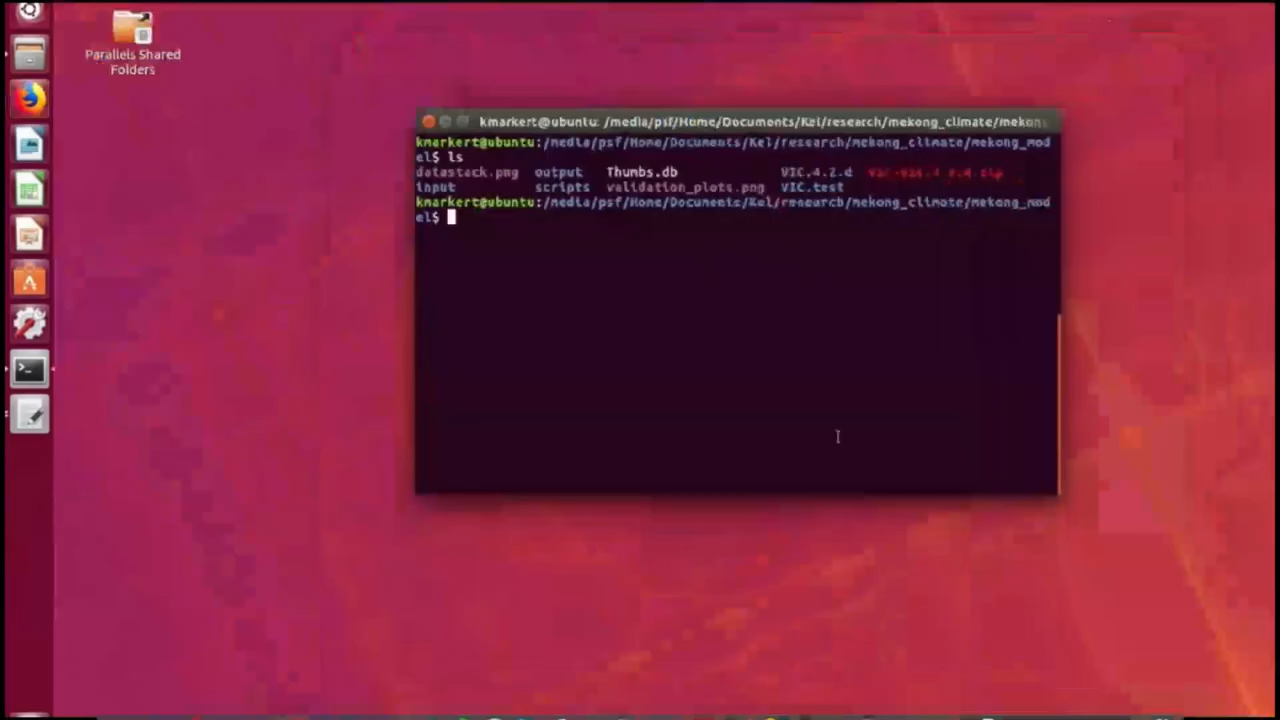 Parallels Shared
Folders
kmarkert@ubuntu: /media/psf/Home/Documents/Kel/research/mekong_climate/mekong
kmarkert@ubuntu:/media/psf/Home/Documents/Kel/research/mekong_climate/mekong_mod
el$ ls
datastack.png output Thumbs.db VIC.4.2.d
input scripts validation_plots.png VIC.test
kmarkert@ubuntu:/media/psf/Home/Documents/Kel/research/mekong_climate/mekong_mod
el$